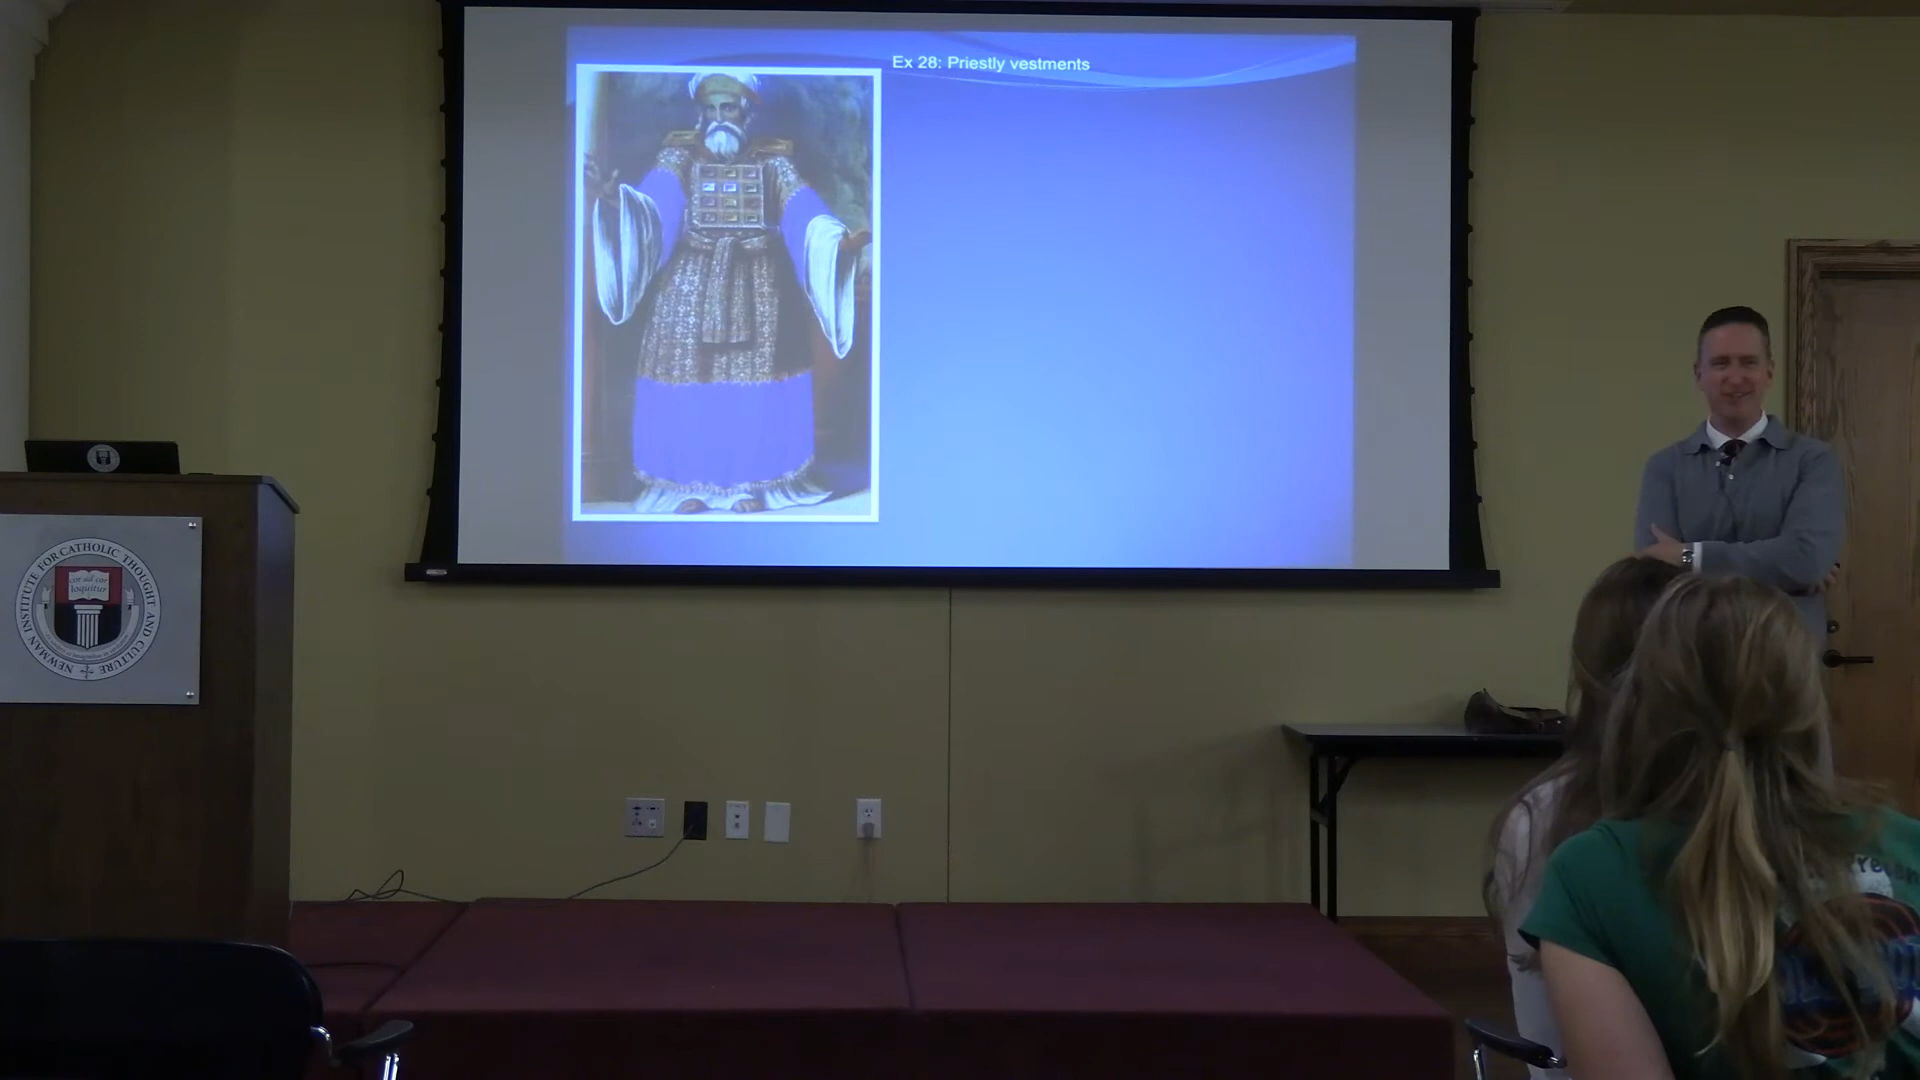 Ex 28: Priestly vestments
NEWMAN INSTITUTE FOR CATHOLIC THOUGHT AND CULTURE
cor ad cor
loquitur